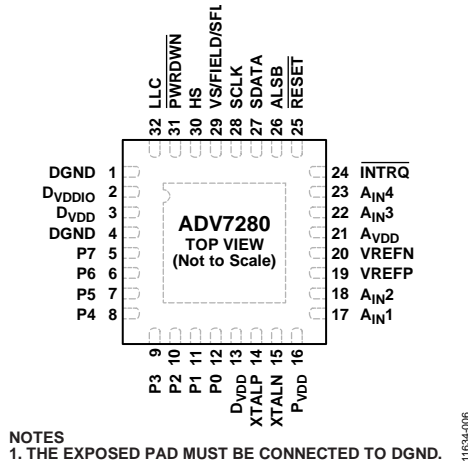 32 LLC
31 PWRDWN
30 HS
29 VS/FIELD/SFL
28 SCLK
27 SDATA
26 ALSB
25 RESET
DGND 1
DVDDIO 2
DVDD 3
DGND 4
P7 5
P6 6
P5 7
P4 8
ADV7280
TOP VIEW
(Not to Scale)
24 INTRQ
23 AIN4
22 AIN3
21 AVDD
20 VREFN
19 VREFP
18 AIN2
17 AIN1
P3 9
P2 10
P1 11
P0 12
DVDD 13
XTALP 14
XTALN 15
PVDD 16
NOTES
1. THE EXPOSED PAD MUST BE CONNECTED TO DGND.
11634-006